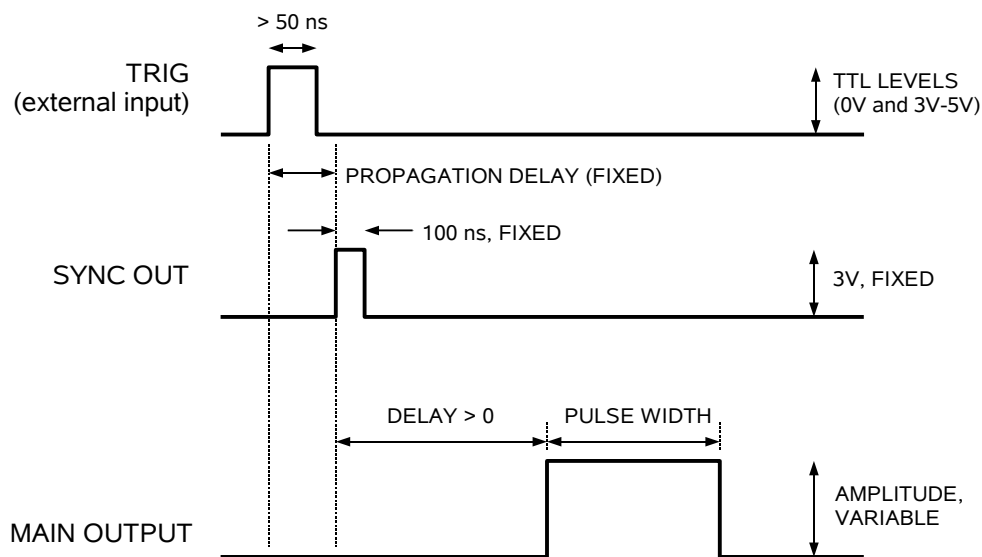 > 50 ns
TRIG
(external input)
TTL LEVELS
(0V and 3V-5V)
PROPAGATION DELAY (FIXED)
100 ns, FIXED
SYNC OUT
3V, FIXED
DELAY > 0
PULSE WIDTH
AMPLITUDE,
VARIABLE
MAIN OUTPUT